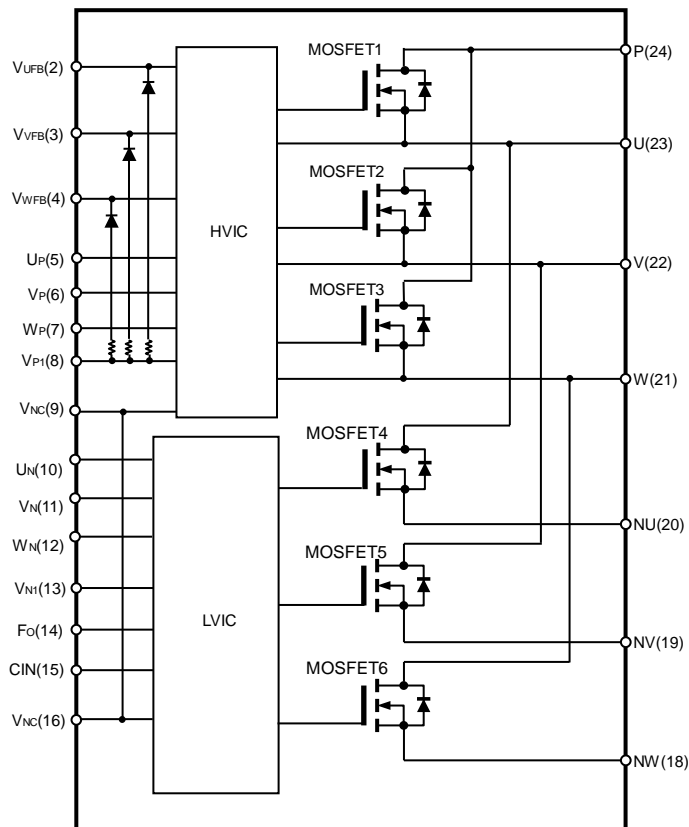 VUFB(2)
VVFB(3)
VWFB(4)
UP(5)
VP(6)
WP(7)
VP1(8)
VNC(9)
UN(10)
VN(11)
WN(12)
VN1(13)
FO(14)
CIN(15)
VNC(16)
HVIC
LVIC
MOSFET1
MOSFET2
MOSFET3
MOSFET4
MOSFET5
MOSFET6
P(24)
U(23)
V(22)
W(21)
NU(20)
NV(19)
NW(18)